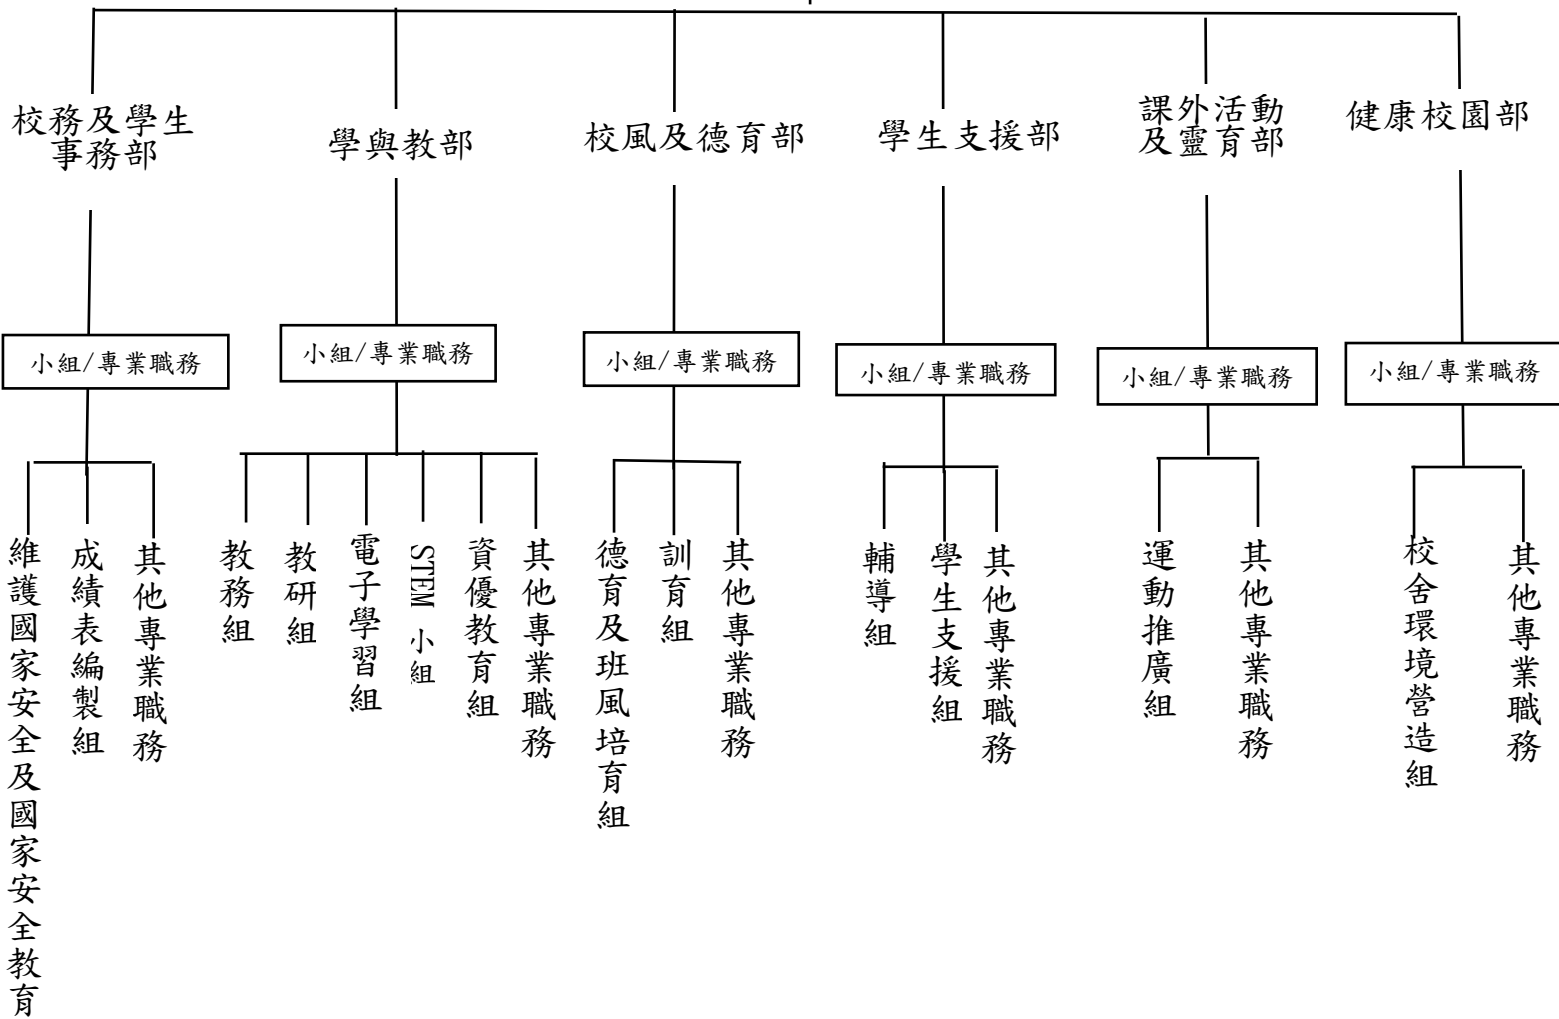 校務及學生
事務部
學與教部
校風及德育部
學生支援部
課外活動
及靈育部
健康校園部
小組/專業職務
小組/專業職務
小組/專業職務
小組/專業職務
小組/專業職務
小組/專業職務
維護國家安全及國家安全教育
成績表編製組
其他專業職務
教務組
教研組
電子學習組
STEM 小組
資優教育組
其他專業職務
德育及班風培育組
訓育組
其他專業職務
輔導組
學生支援組
其他專業職務
運動推廣組
其他專業職務
校舍環境營造組
其他專業職務